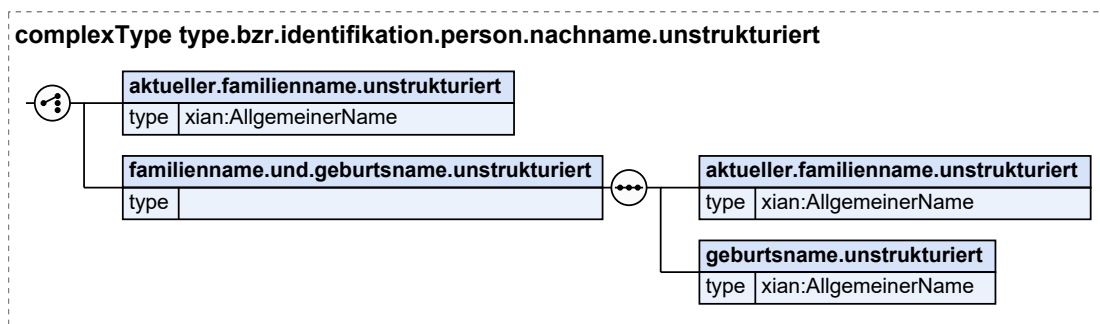 complexType type.bzr.identifikation.person.nachname.unstrukturiert
aktueller.familienname.unstrukturiert
type xian:AllgemeinerName
familienname.und.geburtsname.unstrukturiert
type
aktueller.familienname.unstrukturiert
type xian:AllgemeinerName
geburtsname.unstrukturiert
type xian:AllgemeinerName